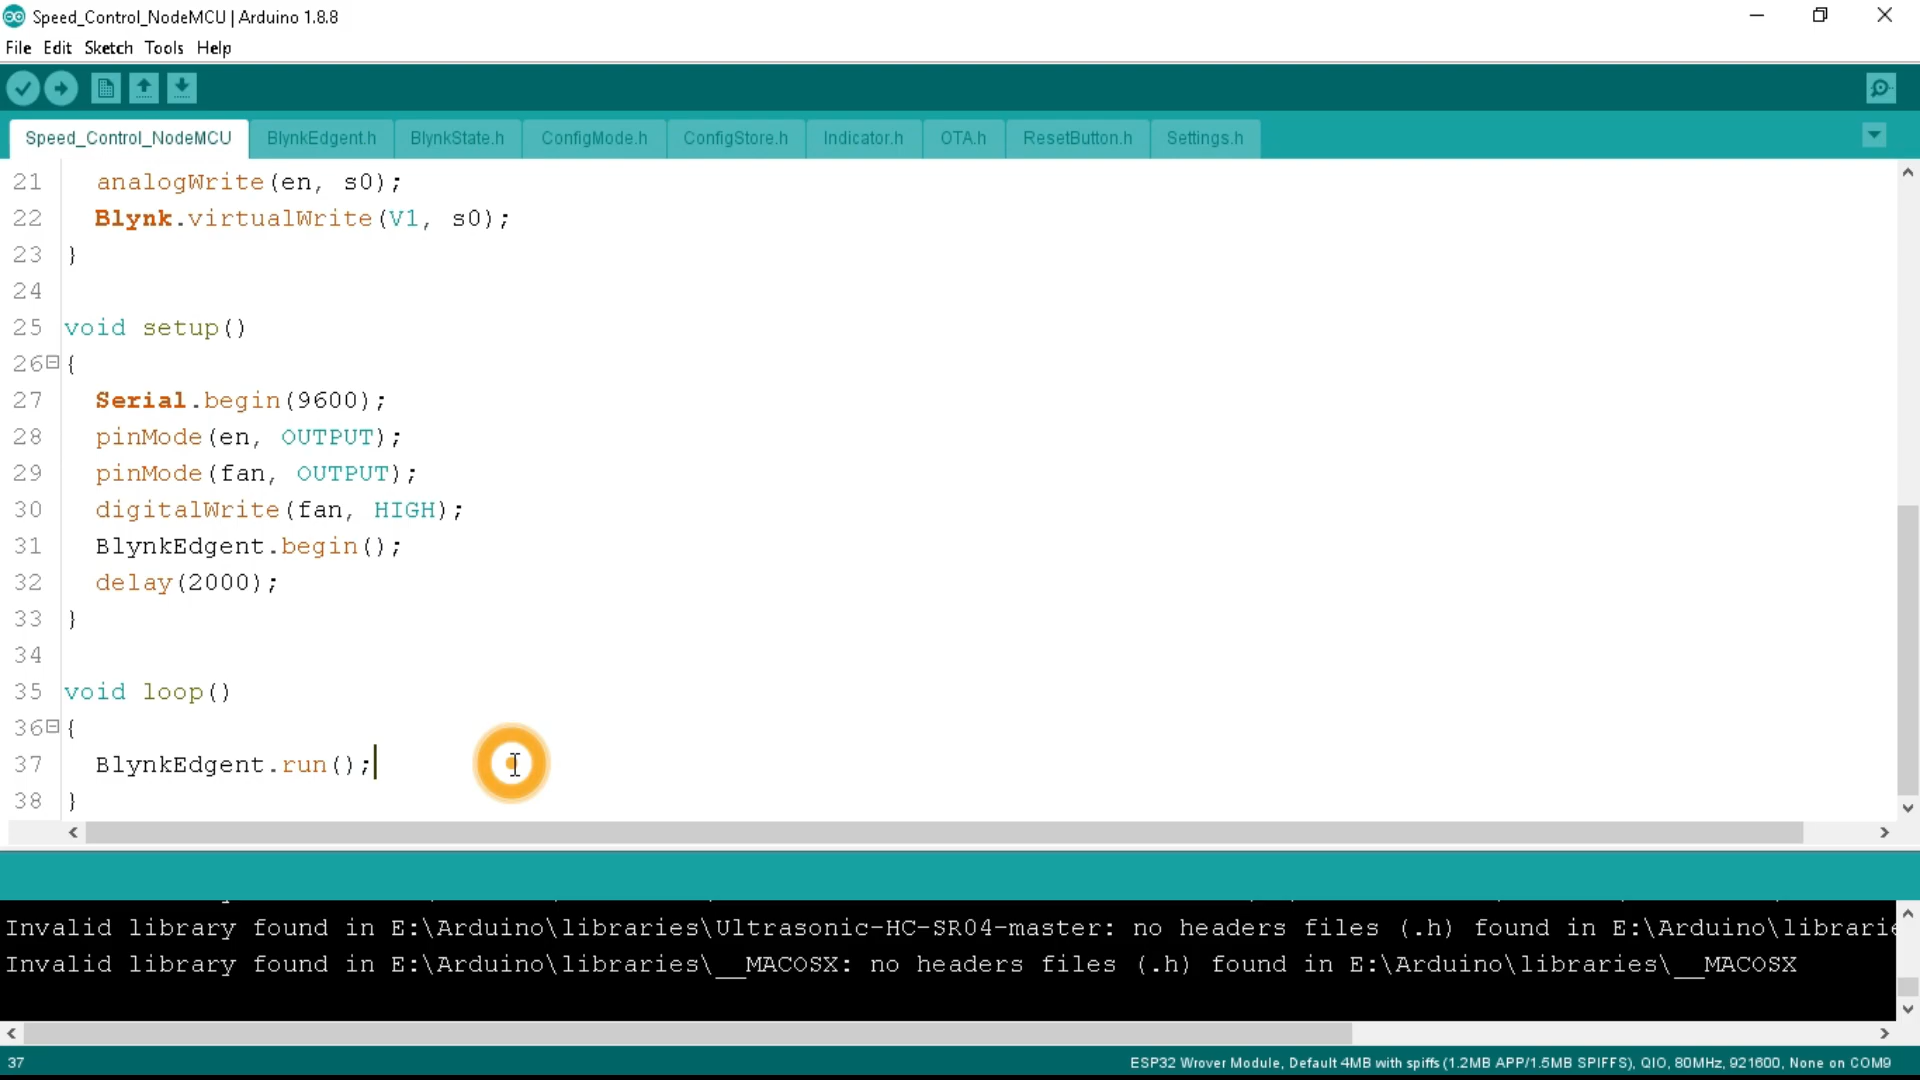 Speed_Control_NodeMCU | Arduino 1.8.8
File Edit Sketch Tools Help
Speed_Control_NodeMCU BlynkEdgent.h BlynkState.h ConfigMode.h ConfigStore.h Indicator.h OTA.h ResetButton.h Settings.h
21 analogWrite(en, s0);
22 Blynk.virtualWrite(V1, s0);
23 }
24
25 void setup()
26 {
27 Serial.begin(9600);
28 pinMode(en, OUTPUT);
29 pinMode(fan, OUTPUT);
30 digitalWrite(fan, HIGH);
31 BlynkEdgent.begin();
32 delay(2000);
33 }
34
35 void loop()
36 {
37 BlynkEdgent.run();
38 }
Invalid library found in E:\Arduino\libraries\Ultrasonic-HC-SR04-master: no headers files (.h) found in E:\Arduino\librarie
Invalid library found in E:\Arduino\libraries\__MACOSX: no headers files (.h) found in E:\Arduino\libraries\__MACOSX
37 ESP32 Wrover Module, Default 4MB with spiffs (1.2MB APP/1.5MB SPIFFS), QIO, 80MHz, 921600, None on COM9